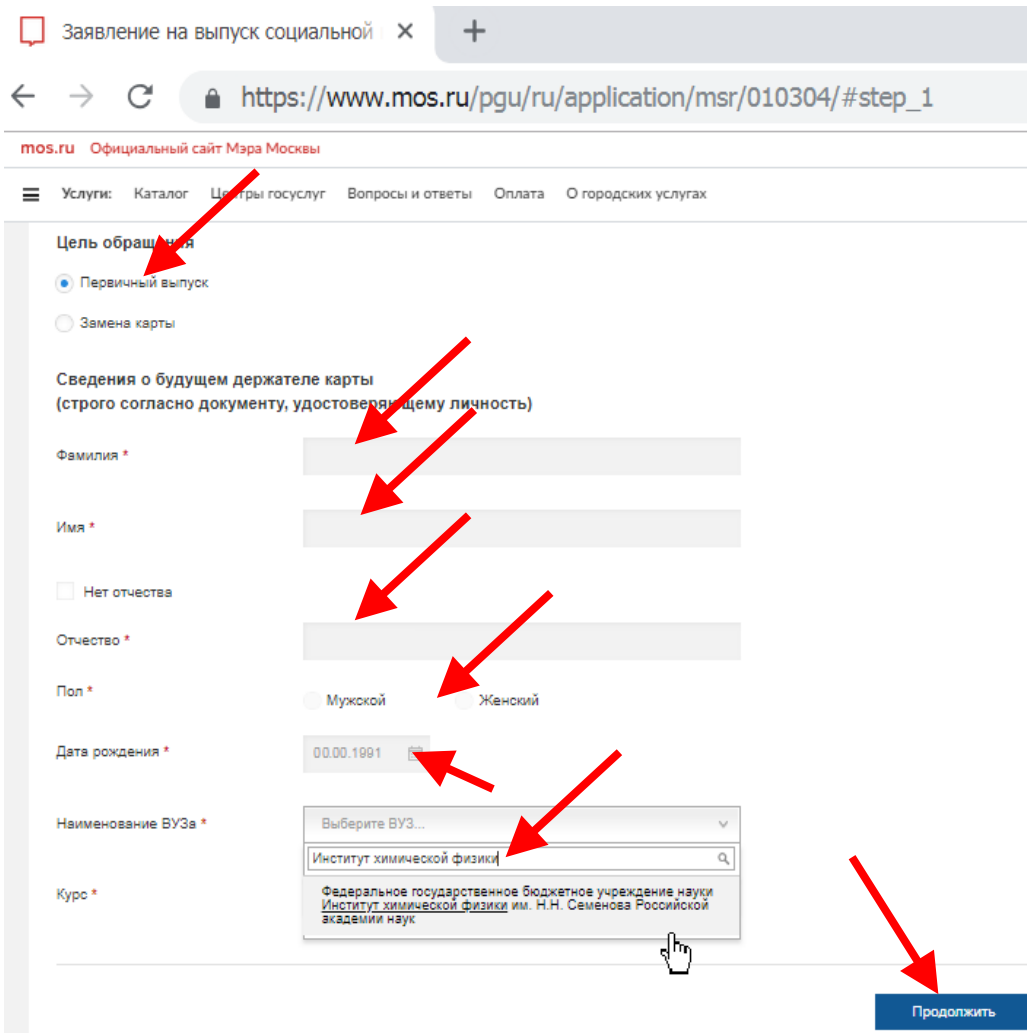 Заявление на выпуск социальной
https://www.mos.ru/pgu/ru/application/msr/010304/#step_1
mos.ru Официальный сайт Мэра Москвы
Услуги: Каталог Центры госуслуг Вопросы и ответы Оплата О городских услугах
Цель обращения
Первичный выпуск
Замена карты
Сведения о будущем держателе карты
(строго согласно документу, удостоверяющему личность)
Фамилия *
Имя *
Нет отчества
Отчество *
Пол * Мужской Женский
Дата рождения * 00.00.1991
Наименование ВУЗа * Выберите ВУЗ...
Институт химической физики
Курс *
Федеральное государственное бюджетное учреждение науки
Институт химической физики им. Н.Н. Семенова Российской
академии наук
Продолжить